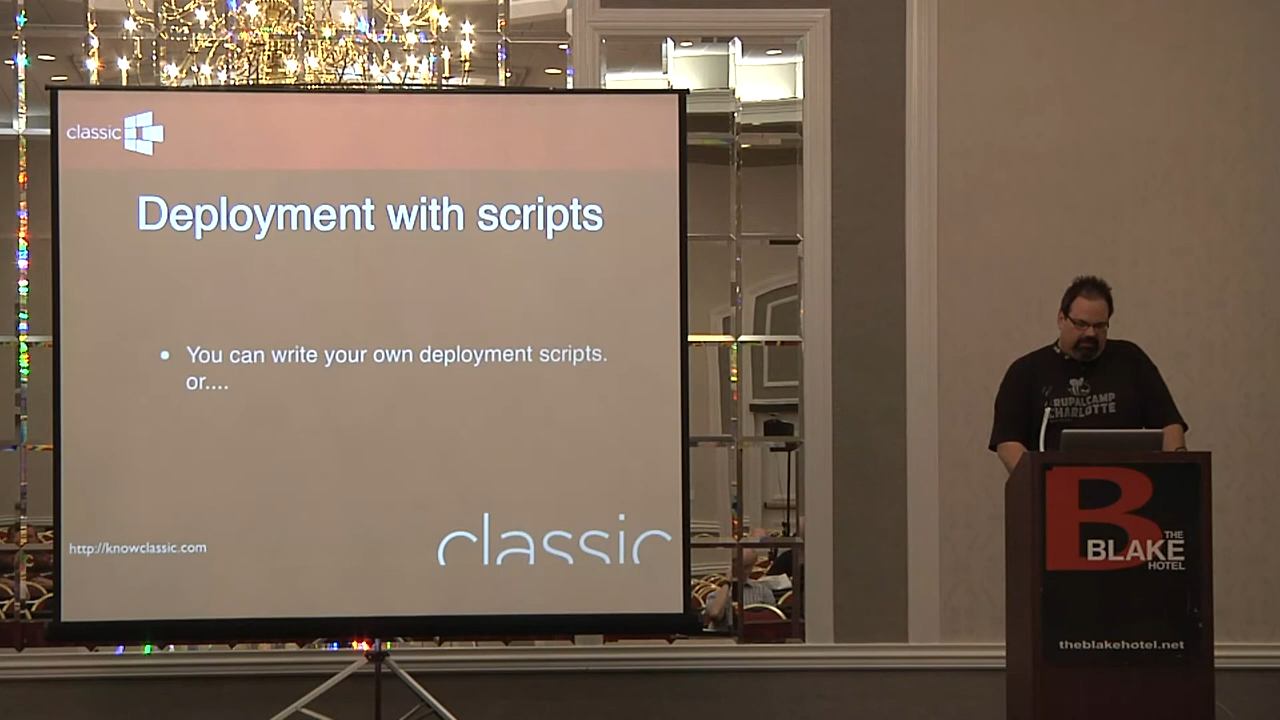 classic
Deployment with scripts
• You can write your own deployment scripts.
or....
http://knowclassic.com
classic
RUPALCAMP
CHARLOTTE
B
THE
BLAKE
HOTEL
theblakehotel.net